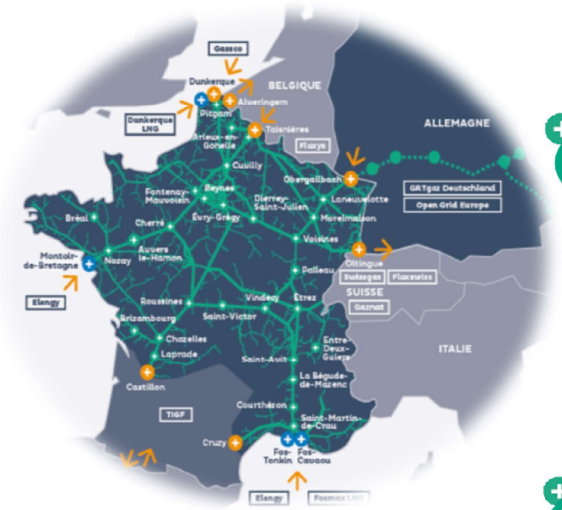 Gassco
Dunkerque
BELGIQUE
Alveringem
Pitgam
Dunkerque
LNG
Taisnières
ALLEMAGNE
Arleux-en-
Gohelle
Fluxys
Cuvilly
Obergailbach
GRTgaz Deutschland
Open Grid Europe
Fontenay-
Mauvoisin
Beynes
Dierrey-
Saint-Julien
Laneuvelotte
Morelmaison
Évry-Grégy
Bréal
Cherré
Voisines
Auvers
le-Hamon
Nozay
Montoir-
de-Bretagne
Oltingue
Palleau
Swissgas
Fluxswiss
SUISSE
Gaznat
Elengy
Roussines
Vindecy
Etrez
Saint-Victor
Brizambourg
Chazelles
Laprade
Entre-
Deux-
Guiers
ITALIE
Saint-Avit
Castillon
La Bégude-
de-Mazenc
Courthéron
TIGF
Saint-Martin-
de-Crau
Cruzy
Fos-
Tonkin
Fos-
Cavaou
Elengy
Fosmax LNG